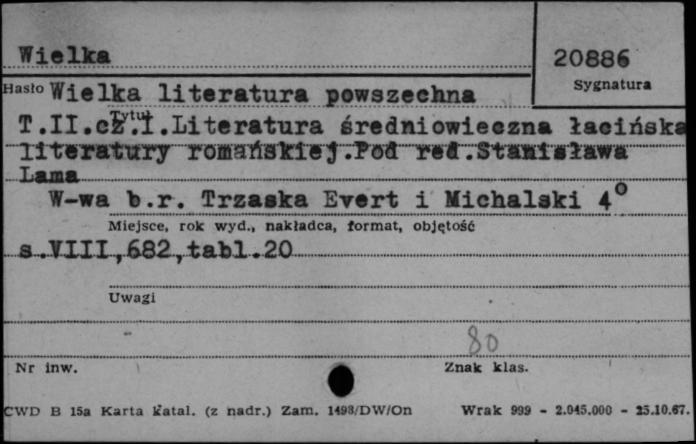 Wielka
20886
Sygnatura
Hasło Wielka literatura powszechna
Tytuł
T.II.cz.I.Literatura średniowieczna łacińska
literatury romańskiej.Pod red.Stanisława
Lama
W-wa b.r. Trzaska Evert i Michalski 4°
Miejsce, rok wyd., nakładca, format, objętość
s.VIII,682,tabl.20
Uwagi
80
Nr inw.
Znak klas.
CWD B 15a Karta katal. (z nadr.) Zam. 1498/DW/On Wrak 999 - 2.045.000 - 25.10.67.